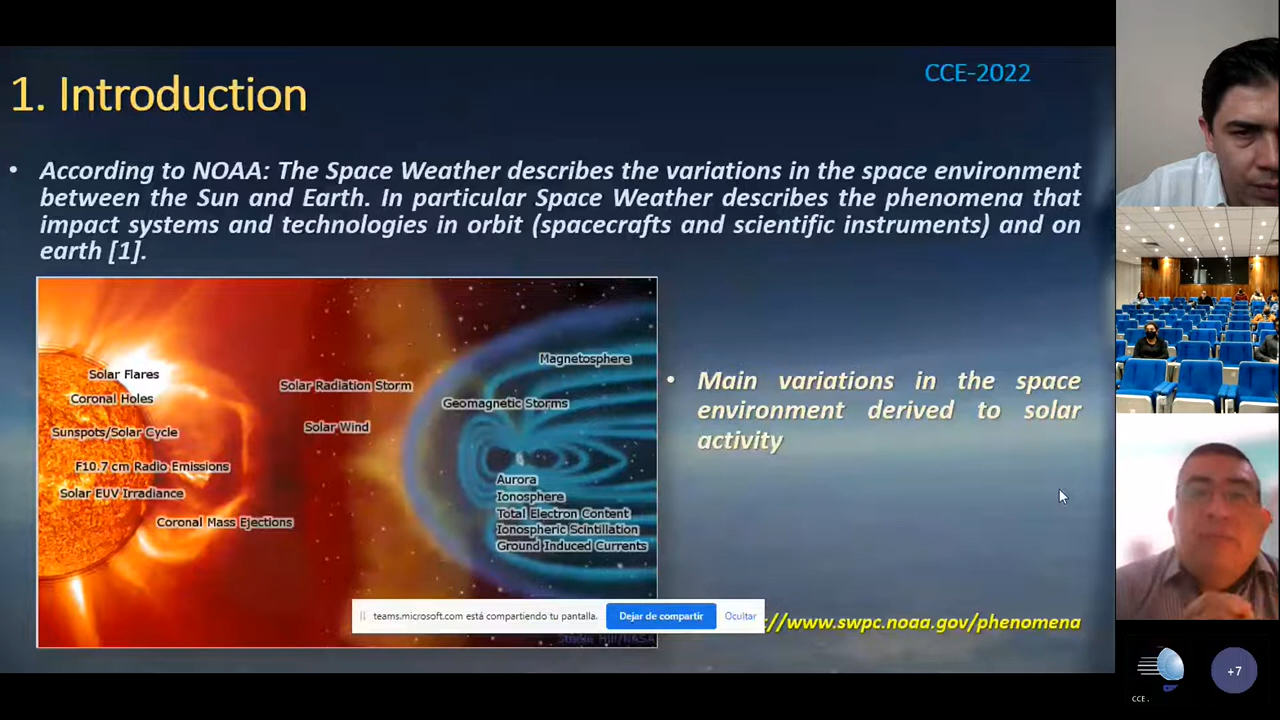 CCE-2022
1. Introduction
• According to NOAA: The Space Weather describes the variations in the space environment
between the Sun and Earth. In particular Space Weather describes the phenomena that
impact systems and technologies in orbit (spacecrafts and scientific instruments) and on
earth [1].
Solar Flares
Coronal Holes
Sunspots/Solar Cycle
F10.7 cm Radio Emissions
Solar EUV Irradiance
Coronal Mass Ejections
Solar Radiation Storm
Solar Wind
Magnetosphere
Geomagnetic Storms
Aurora
Ionosphere
Total Electron Content
Ionospheric Scintillation
Ground Induced Currents
• Main variations in the space
environment derived to solar
activity
teams.microsoft.com está compartiendo tu pantalla.
Dejar de compartir
Ocultar
//www.swpc.noaa.gov/phenomena
CCE.
+7